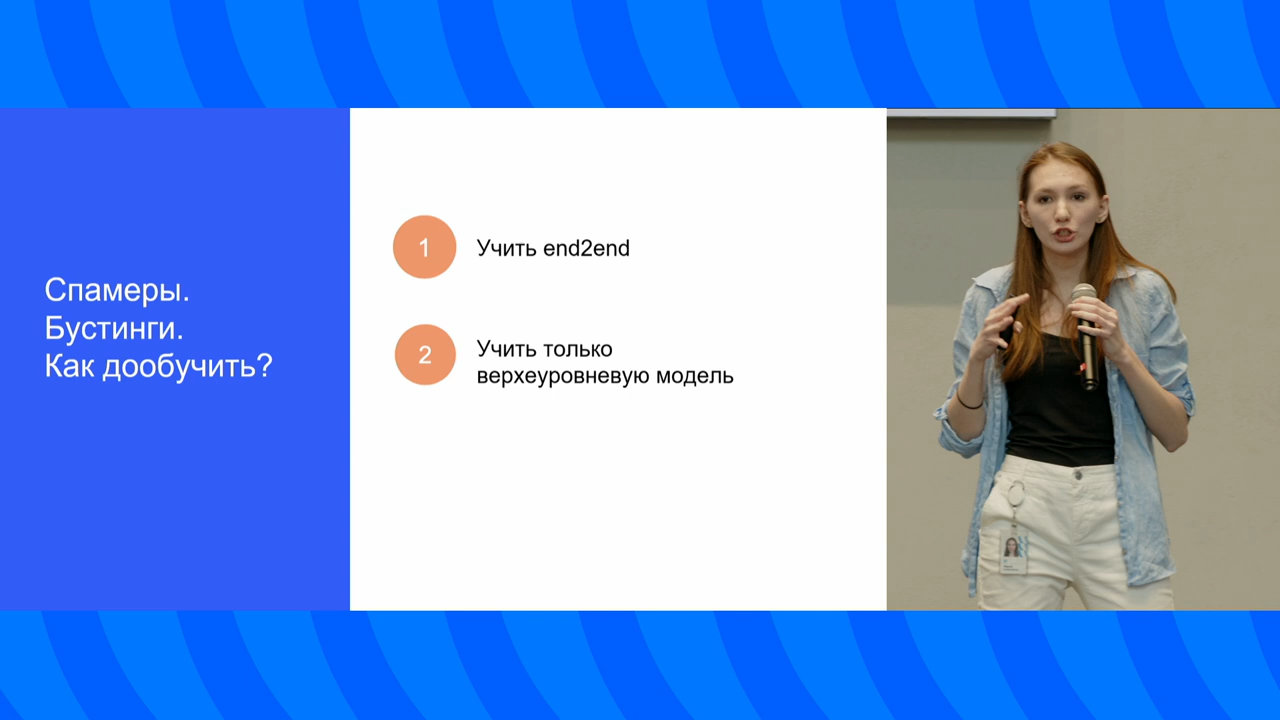 Спамеры.
Бустинги.
Как дообучить?
1
Учить end2end
2
Учить только
верхеуровневую модель